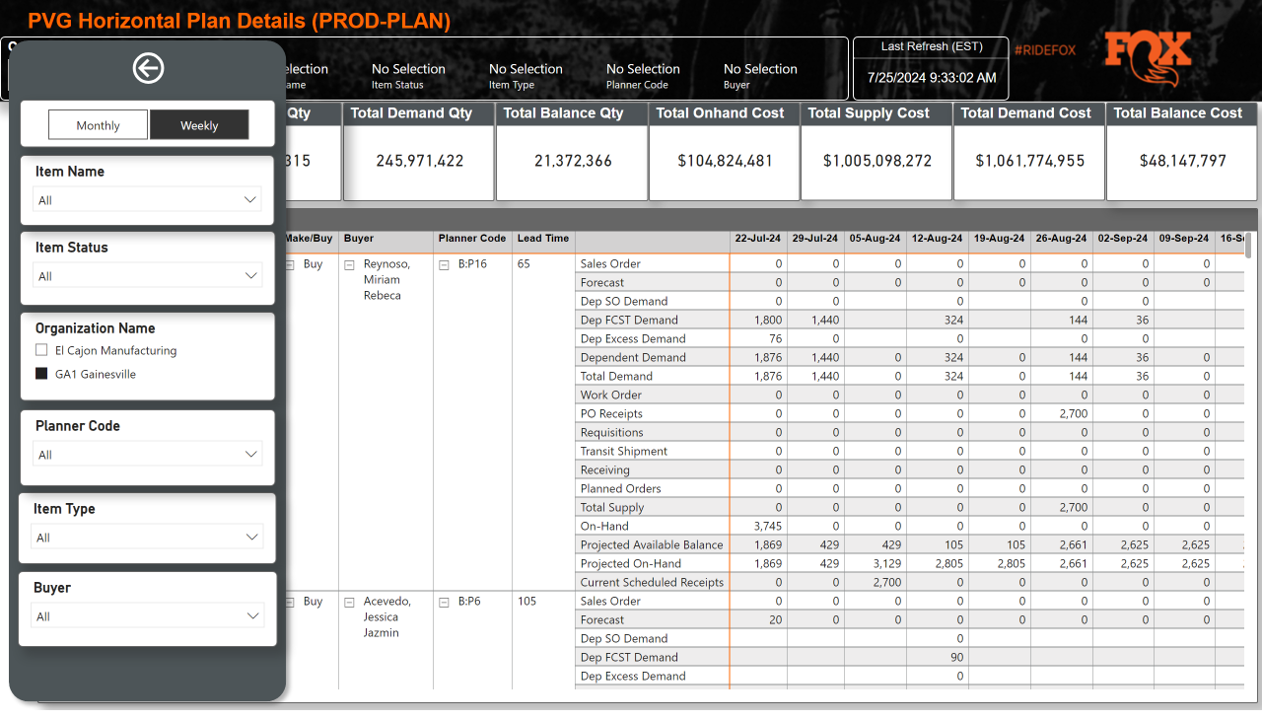 PVG Horizontal Plan Details (PROD-PLAN)
No Selection No Selection No Selection No Selection
Item Status Item Type Planner Code Buyer
Last Refresh (EST)
7/25/2024 9:33:02 AM
#RIDEFOX
FOX
Monthly Weekly
Qty Total Demand Qty Total Balance Qty Total Onhand Cost Total Supply Cost Total Demand Cost Total Balance Cost
315 245,971,422 21,372,366 $104,824,481 $1,005,098,272 $1,061,774,955 $48,147,797
Item Name
All
Item Status
All
Organization Name
El Cajon Manufacturing
GA1 Gainesville
Planner Code
All
Item Type
All
Buyer
All
Make/Buy Buyer Planner Code Lead Time 22-Jul-24 29-Jul-24 05-Aug-24 12-Aug-24 19-Aug-24 26-Aug-24 02-Sep-24 09-Sep-24
Buy Reynoso, B:P16 65 Sales Order 0 0 0 0 0 0 0 0
Miriam Forecast 0 0 0 0 0 0 0 0
Rebeca Dep SO Demand 0 0 0 0 0
Dep FCST Demand 1,800 1,440 324 144 36
Dep Excess Demand 76 0 0 0 0
Dependent Demand 1,876 1,440 0 324 0 144 36 0
Total Demand 1,876 1,440 0 324 0 144 36 0
Work Order 0 0 0 0 0 0 0 0
PO Receipts 0 0 0 0 0 2,700 0 0
Requisitions 0 0 0 0 0 0 0 0
Transit Shipment 0 0 0 0 0 0 0 0
Receiving 0 0 0 0 0 0 0 0
Planned Orders 0 0 0 0 0 0 0 0
Total Supply 0 0 0 0 0 2,700 0 0
On-Hand 3,745 0 0 0 0 0 0 0
Projected Available Balance 1,869 429 429 105 105 2,661 2,625 2,625
Projected On-Hand 1,869 429 3,129 2,805 2,805 2,661 2,625 2,625
Current Scheduled Receipts 0 0 2,700 0 0 0 0 0
Buy Acevedo, B:P6 105 Sales Order 0 0 0 0 0 0 0 0
Jessica Forecast 20 0 0 0 0 0 0 0
Jazmin Dep SO Demand 0
Dep FCST Demand 90
Dep Excess Demand 0